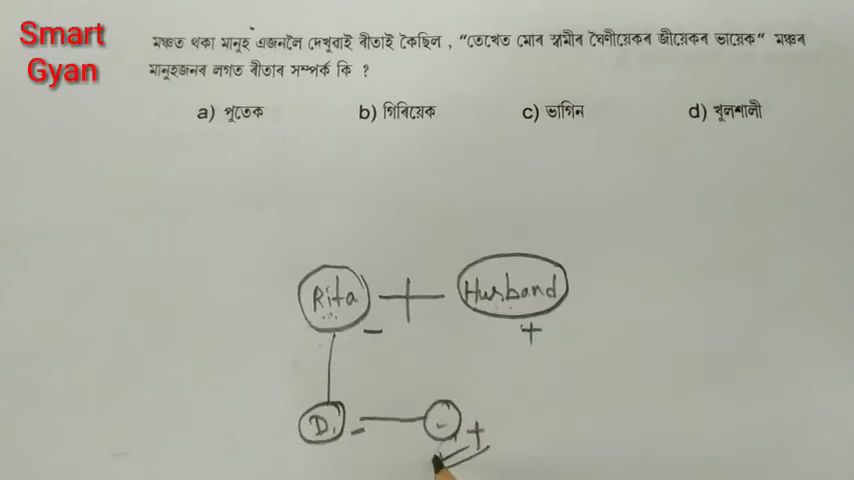 Smart
Gyan
মঞ্চত থকা মানুহ এজনলৈ দেখুৱাই ৰীতাই কৈছিল , "তেখেত মোৰ স্বামীৰ ঘৈণীয়েকৰ জীয়েকৰ ভায়েক" মঞ্চৰ
মানুহজনৰ লগত ৰীতাৰ সম্পৰ্ক কি ?
a) পুতেক b) গিৰিয়েক c) ভাগিন d) খুলশালী
Rita + Husband
- +
D. - - +